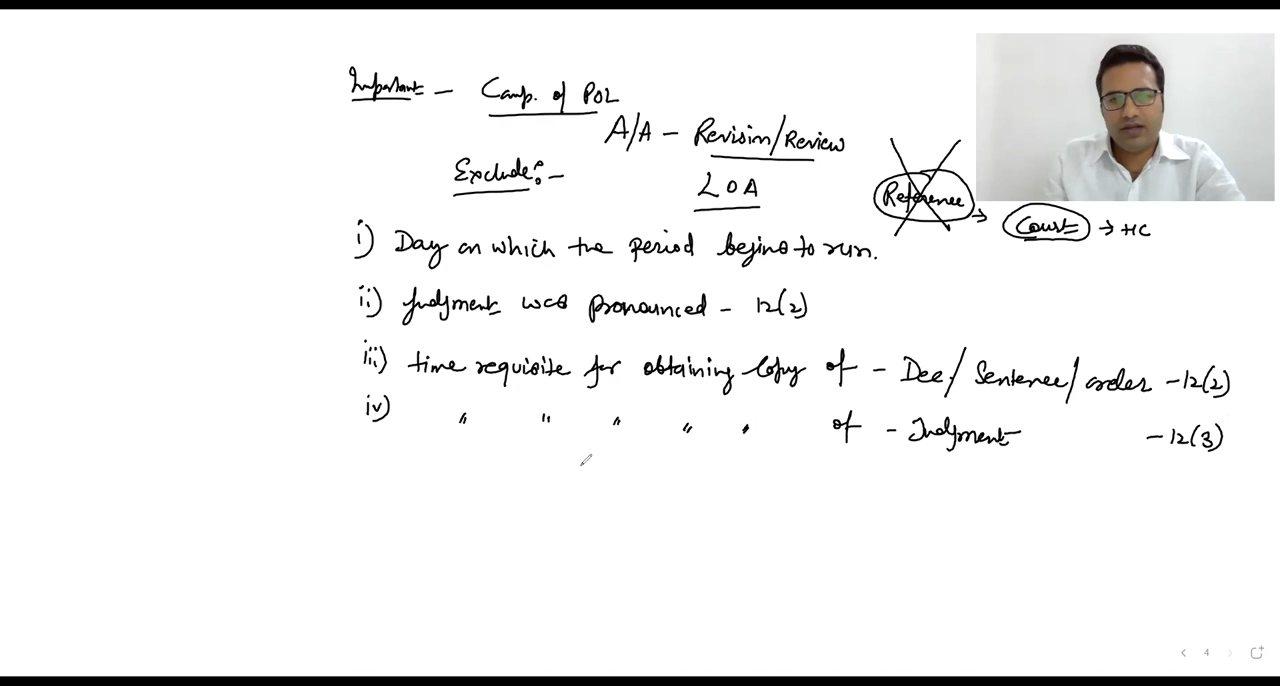 Important - Comp. of POL
A/A - Revision/Review
Exclude:-
LOA
Reference → Court → HC
i) Day on which the period begins to run.
ii) Judgment was pronounced - 12(2)
iii) time requisite for obtaining Copy of - Dee/Sentence/order - 12(2)
iv) " " " " " of - Judgment - 12(3)
4